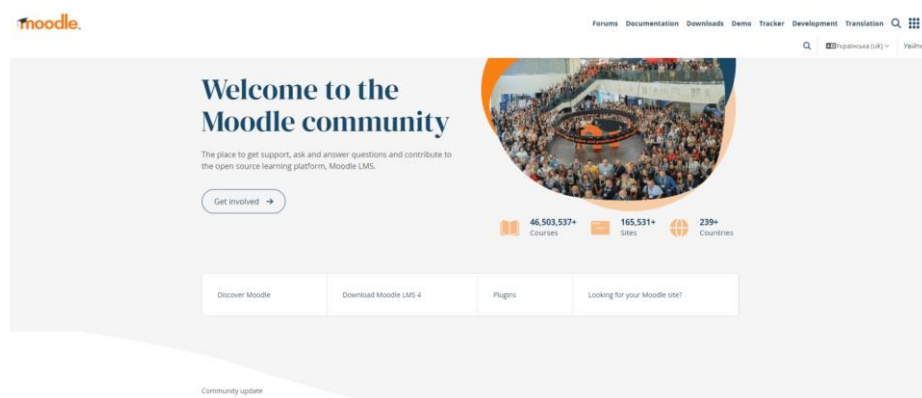 moodle.
Forums Documentation Downloads Demo Tracker Development Translation
Українська (uk)
Welcome to the
Moodle community
The place to get support, ask and answer questions and contribute to
the open source learning platform, Moodle LMS.
Get involved →
46,503,537+
Courses
165,531+
Sites
239+
Countries
Discover Moodle
Download Moodle LMS 4
Plugins
Looking for your Moodle site?
Community update